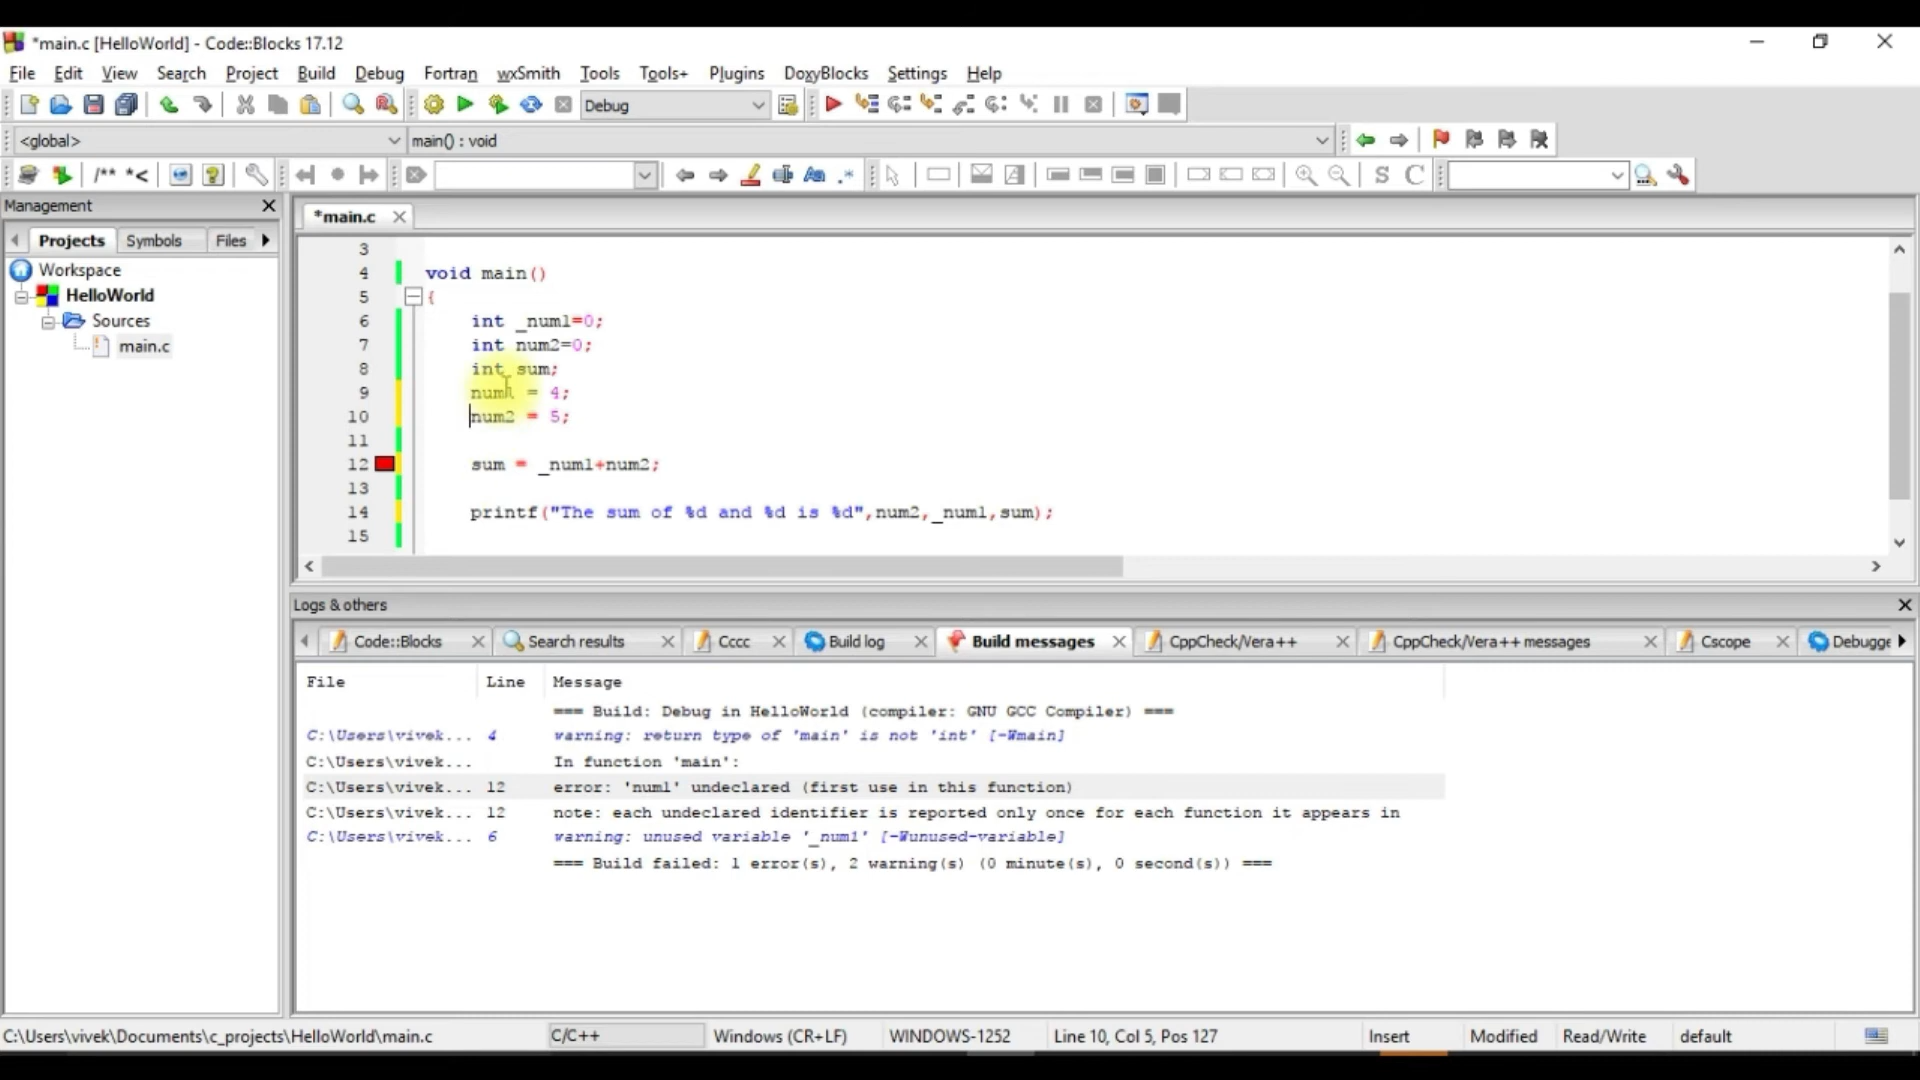 *main.c [HelloWorld] - Code::Blocks 17.12
File Edit View Search Project Build Debug Fortran wxSmith Tools Tools+ Plugins DoxyBlocks Settings Help
Debug
<global> main() : void
/** *<
S C
Management
*main.c
Projects Symbols Files
Workspace
HelloWorld
Sources
main.c
3
4 void main()
5 {
6 int _num1=0;
7 int num2=0;
8 int sum;
9 num1 = 4;
10 num2 = 5;
11
12 sum = _num1+num2;
13
14 printf("The sum of %d and %d is %d",num2,_num1,sum);
15
Logs & others
Code::Blocks Search results Cccc Build log Build messages CppCheck/Vera++ CppCheck/Vera++ messages Cscope Debugge
File Line Message
=== Build: Debug in HelloWorld (compiler: GNU GCC Compiler) ===
C:\Users\vivek... 4 warning: return type of 'main' is not 'int' [-Wmain]
C:\Users\vivek... In function 'main':
C:\Users\vivek... 12 error: 'num1' undeclared (first use in this function)
C:\Users\vivek... 12 note: each undeclared identifier is reported only once for each function it appears in
C:\Users\vivek... 6 warning: unused variable '_num1' [-Wunused-variable]
=== Build failed: 1 error(s), 2 warning(s) (0 minute(s), 0 second(s)) ===
C:\Users\vivek\Documents\c_projects\HelloWorld\main.c C/C++ Windows (CR+LF) WINDOWS-1252 Line 10, Col 5, Pos 127 Insert Modified Read/Write default